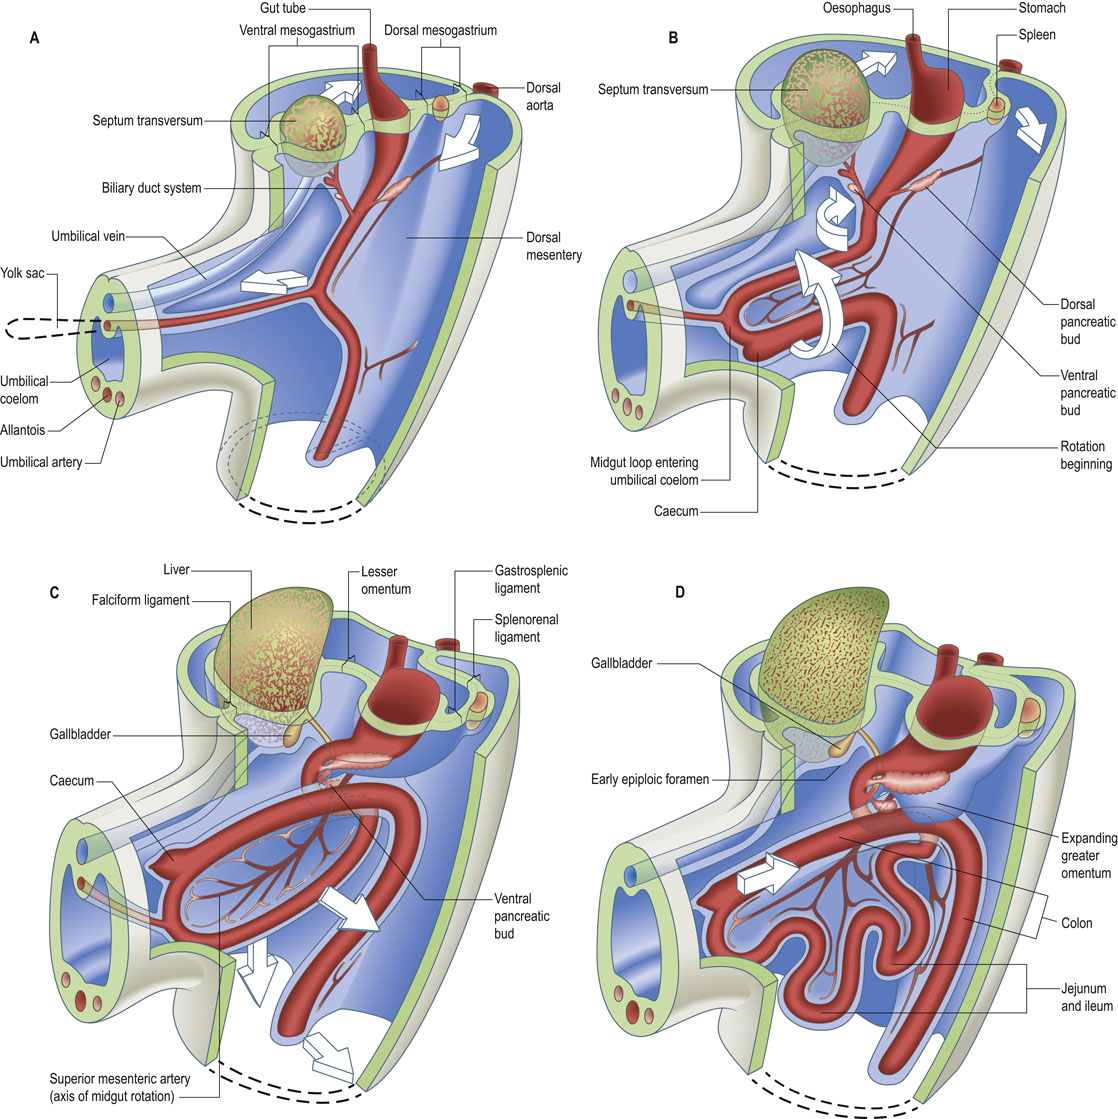 A
Gut tube
Ventral mesogastrium
Dorsal mesogastrium
Dorsal
aorta
Septum transversum
Biliary duct system
Umbilical vein
Dorsal
mesentery
Yolk sac
Umbilical
coelom
Allantois
Umbilical artery
B
Oesophagus
Stomach
Spleen
Septum transversum
Dorsal
pancreatic
bud
Ventral
pancreatic
bud
Rotation
beginning
Midgut loop entering
umbilical coelom
Caecum
C
Liver
Falciform ligament
Lesser
omentum
Gastrosplenic
ligament
Splenorenal
ligament
Gallbladder
Caecum
Ventral
pancreatic
bud
Superior mesenteric artery
(axis of midgut rotation)
D
Gallbladder
Early epiploic foramen
Expanding
greater
omentum
Colon
Jejunum
and ileum